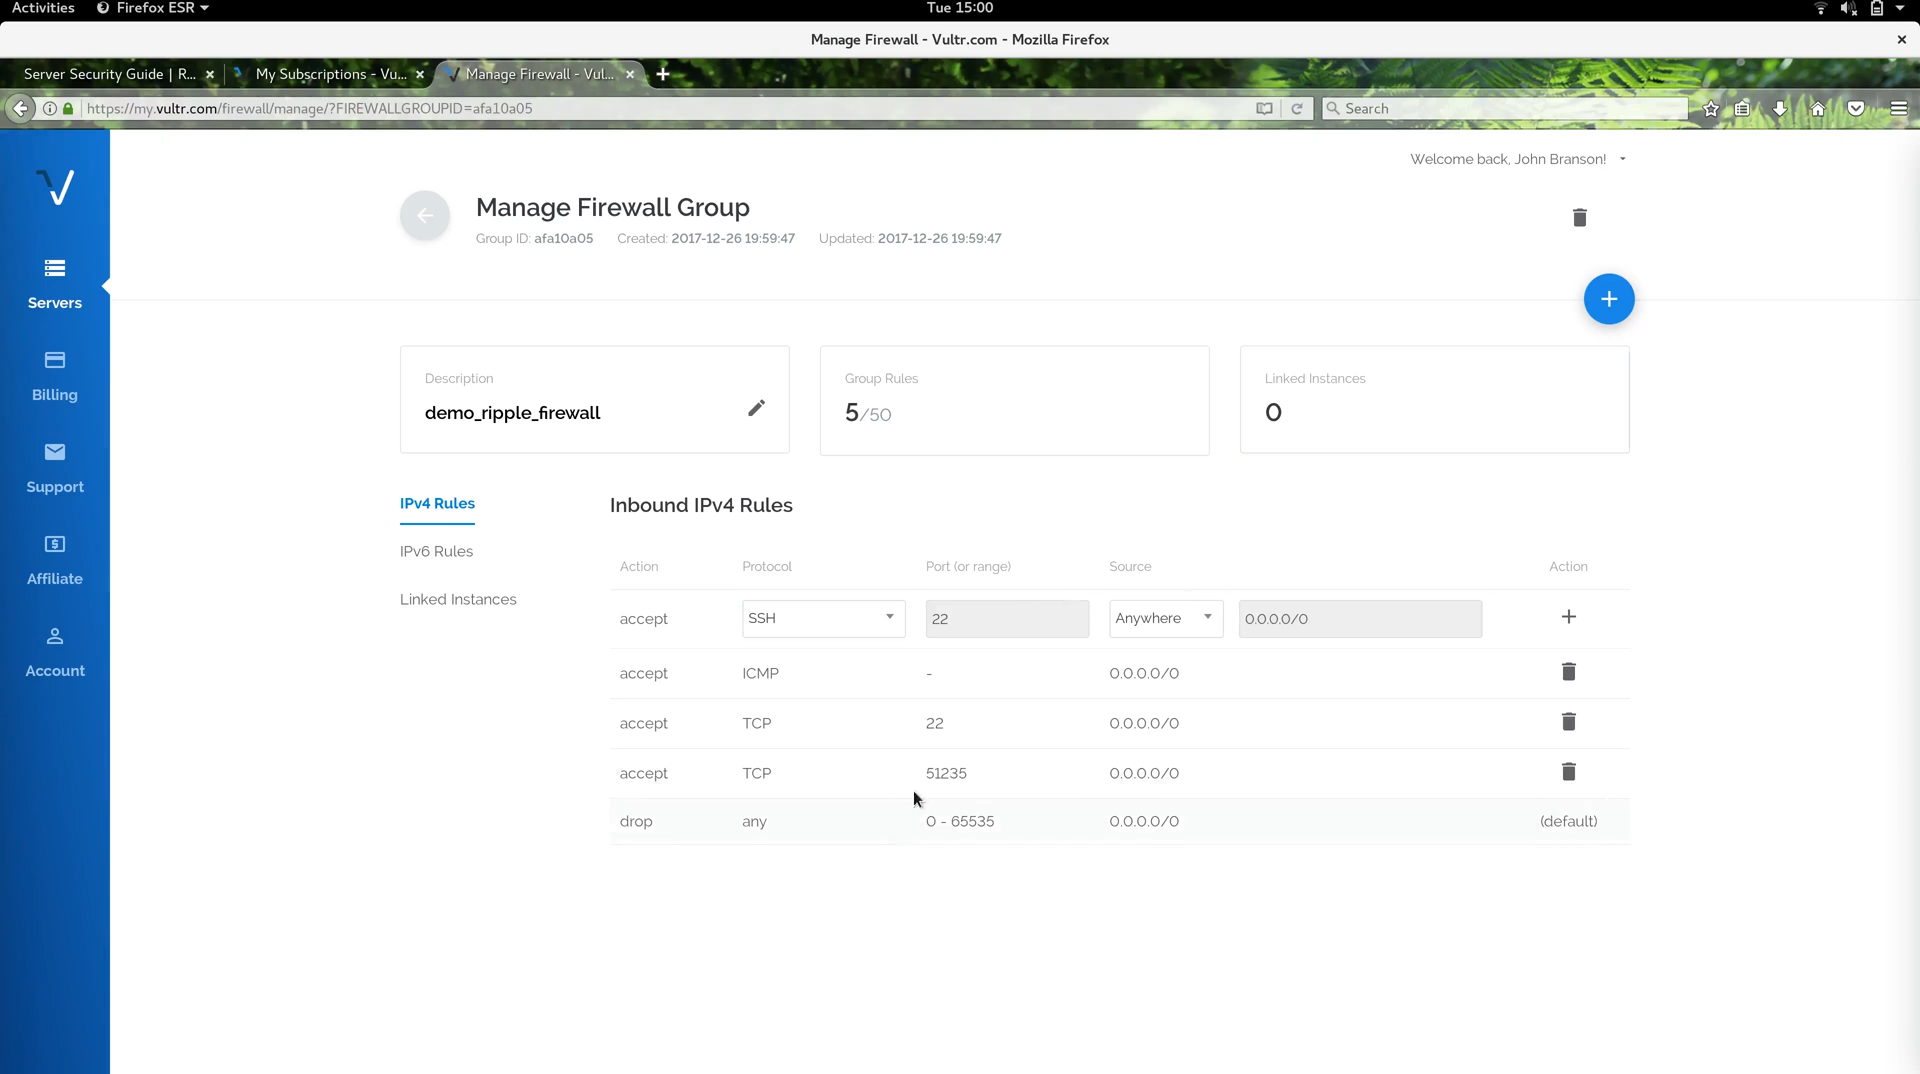 Activities Firefox ESR Tue 15:00
Manage Firewall - Vultr.com - Mozilla Firefox
Server Security Guide | R... My Subscriptions - Vu... Manage Firewall - Vul...
https://my.vultr.com/firewall/manage/?FIREWALLGROUPID=afa10a05 Search
Welcome back, John Branson!
Manage Firewall Group
Group ID: afa10a05 Created: 2017-12-26 19:59:47 Updated: 2017-12-26 19:59:47
Servers
Billing
Support
Affiliate
Account
Description
demo_ripple_firewall
Group Rules
5/50
Linked Instances
0
IPv4 Rules
IPv6 Rules
Linked Instances
Inbound IPv4 Rules
Action Protocol Port (or range) Source Action
accept SSH 22 Anywhere 0.0.0.0/0 +
accept ICMP - 0.0.0.0/0
accept TCP 22 0.0.0.0/0
accept TCP 51235 0.0.0.0/0
drop any 0 - 65535 0.0.0.0/0 (default)